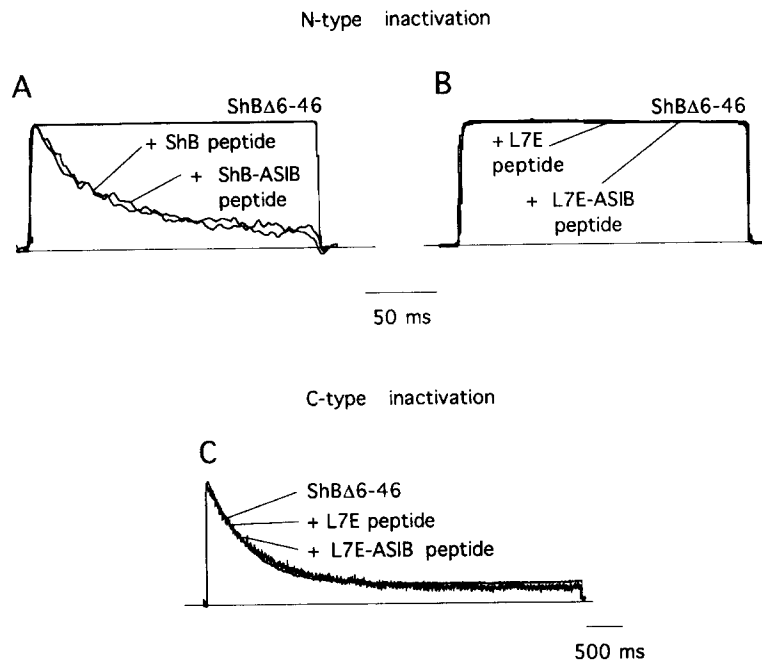 N-type inactivation
A
ShBΔ6-46
+ ShB peptide
+ ShB-ASIB
peptide
B
ShBΔ6-46
+ L7E
peptide
+ L7E-ASIB
peptide
50 ms
C-type inactivation
C
ShBΔ6-46
+ L7E peptide
+ L7E-ASIB peptide
500 ms